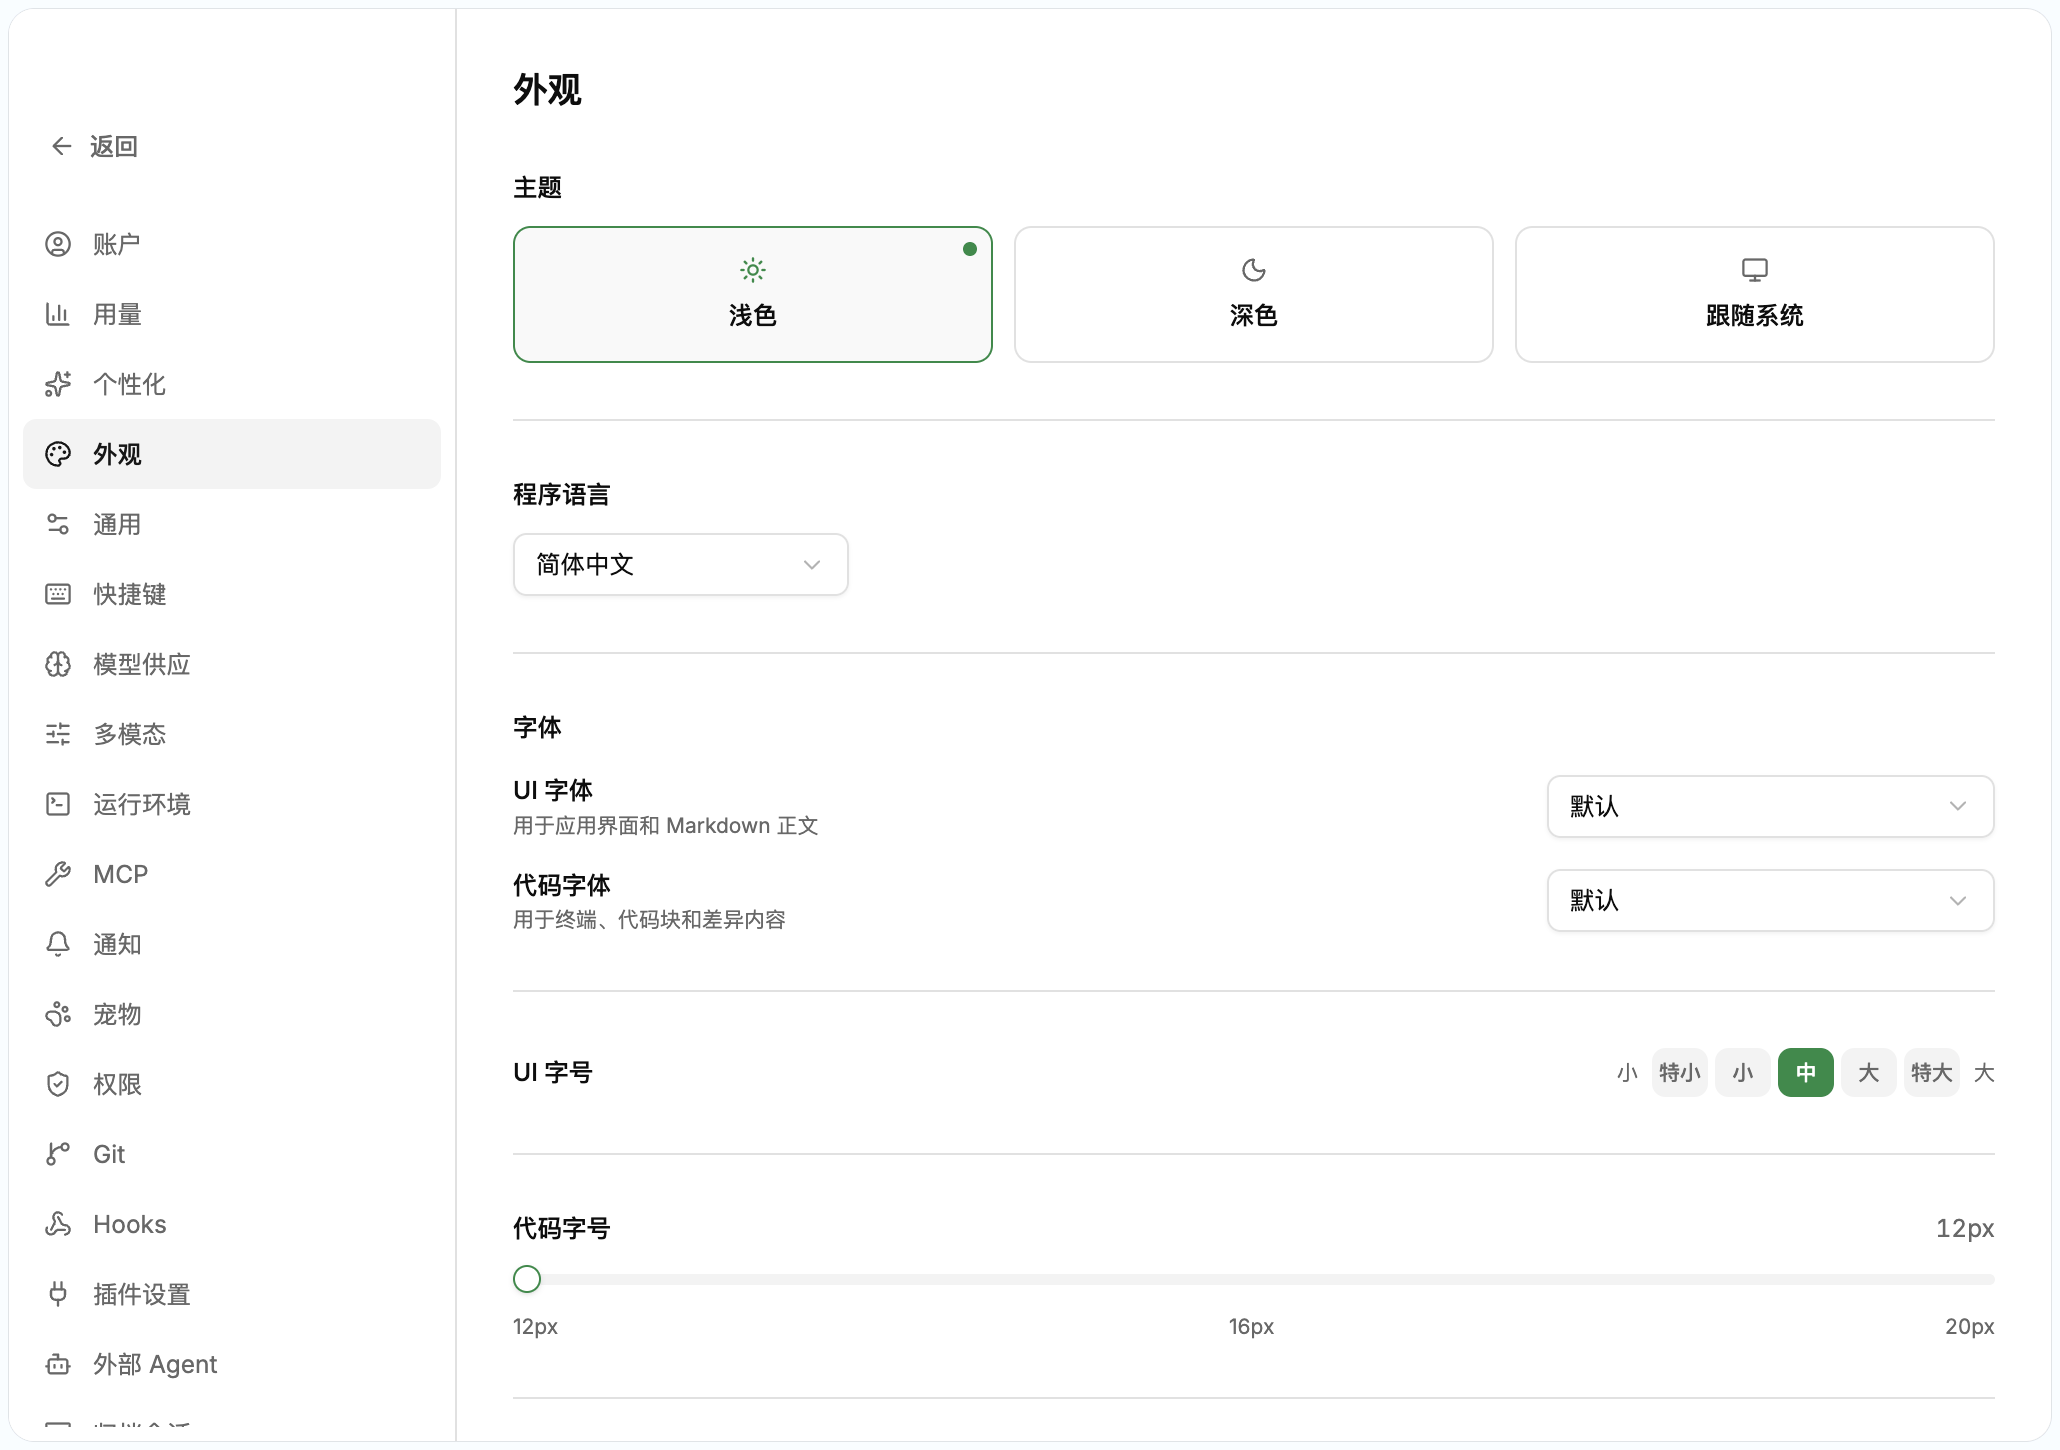 返回
账户
用量
个性化
外观
通用
快捷键
模型供应
多模态
运行环境
MCP
通知
宠物
权限
Git
Hooks
插件设置
外部 Agent
外观
主题
浅色
深色
跟随系统
程序语言
简体中文
字体
UI 字体
用于应用界面和 Markdown 正文
默认
代码字体
用于终端、代码块和差异内容
默认
UI 字号
小 特小 小 中 大 特大 大
代码字号
12px
12px 16px 20px